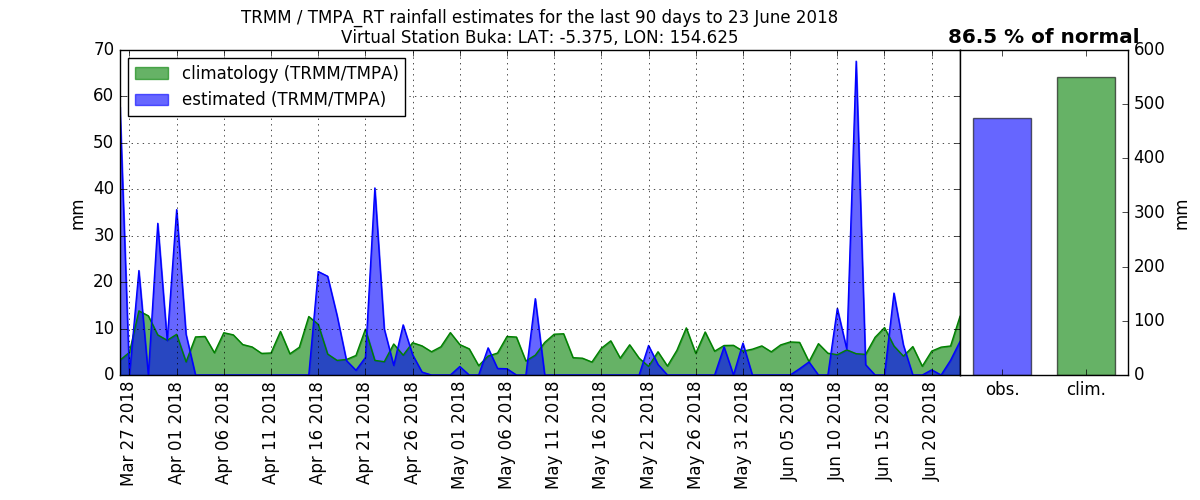 TRMM / TMPA_RT rainfall estimates for the last 90 days to 23 June 2018
Virtual Station Buka: LAT: -5.375, LON: 154.625
86.5 % of normal
climatology (TRMM/TMPA)
estimated (TRMM/TMPA)
70
60
50
40
30
20
10
0
mm
Mar 27 2018
Apr 01 2018
Apr 06 2018
Apr 11 2018
Apr 16 2018
Apr 21 2018
Apr 26 2018
May 01 2018
May 06 2018
May 11 2018
May 16 2018
May 21 2018
May 26 2018
May 31 2018
Jun 05 2018
Jun 10 2018
Jun 15 2018
Jun 20 2018
obs.
clim.
600
500
400
300
200
100
0
mm